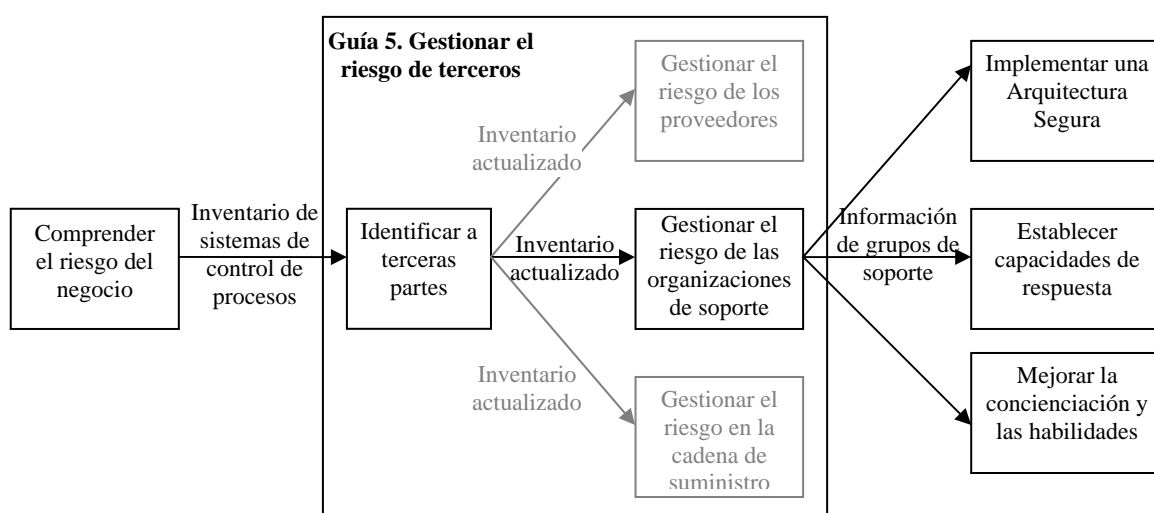 Guía 5. Gestionar el
riesgo de terceros
Comprender
el riesgo del
negocio
Inventario de
sistemas de
control de
procesos
Identificar a
terceras
partes
Inventario
actualizado
Gestionar el
riesgo de los
proveedores
Inventario
actualizado
Gestionar el
riesgo de las
organizaciones
de soporte
Inventario
actualizado
Gestionar el
riesgo en la
cadena de
suministro
Información
de grupos de
soporte
Implementar una
Arquitectura
Segura
Establecer
capacidades de
respuesta
Mejorar la
concienciación y
las habilidades